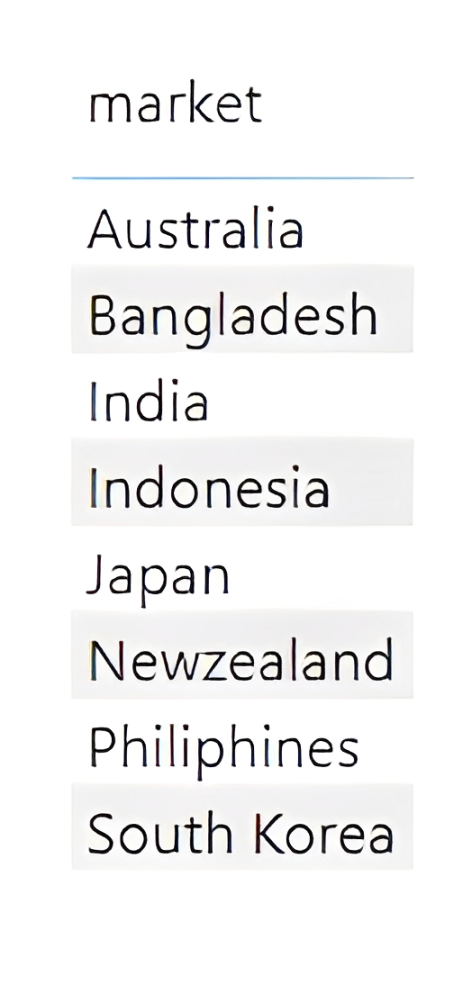 market
Australia
Bangladesh
India
Indonesia
Japan
Newzealand
Philiphines
South Korea